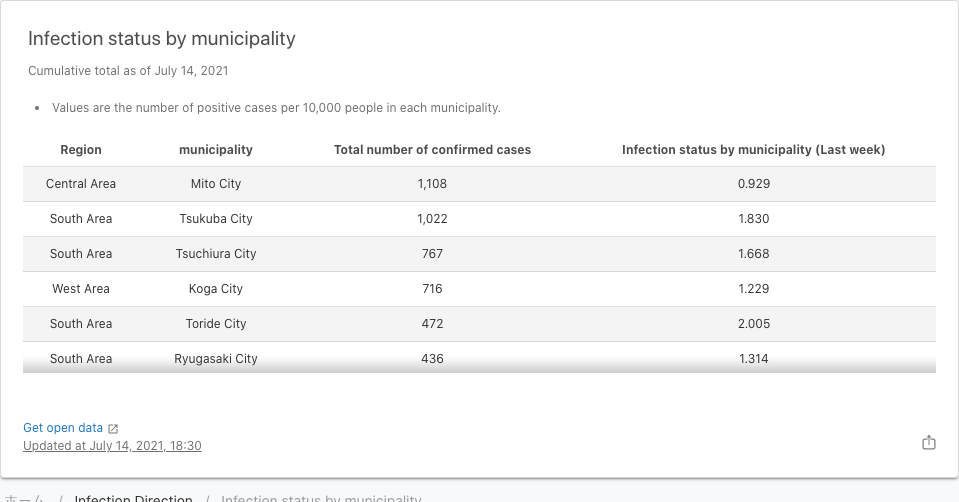 Infection status by municipality
Cumulative total as of July 14, 2021
• Values are the number of positive cases per 10,000 people in each municipality.
Region municipality Total number of confirmed cases Infection status by municipality (Last week)
Central Area Mito City 1,108 0.929
South Area Tsukuba City 1,022 1.830
South Area Tsuchiura City 767 1.668
West Area Koga City 716 1.229
South Area Toride City 472 2.005
South Area Ryugasaki City 436 1.314
Get open data
Updated at July 14, 2021, 18:30
ホーム / Infection Direction / Infection status by municipality